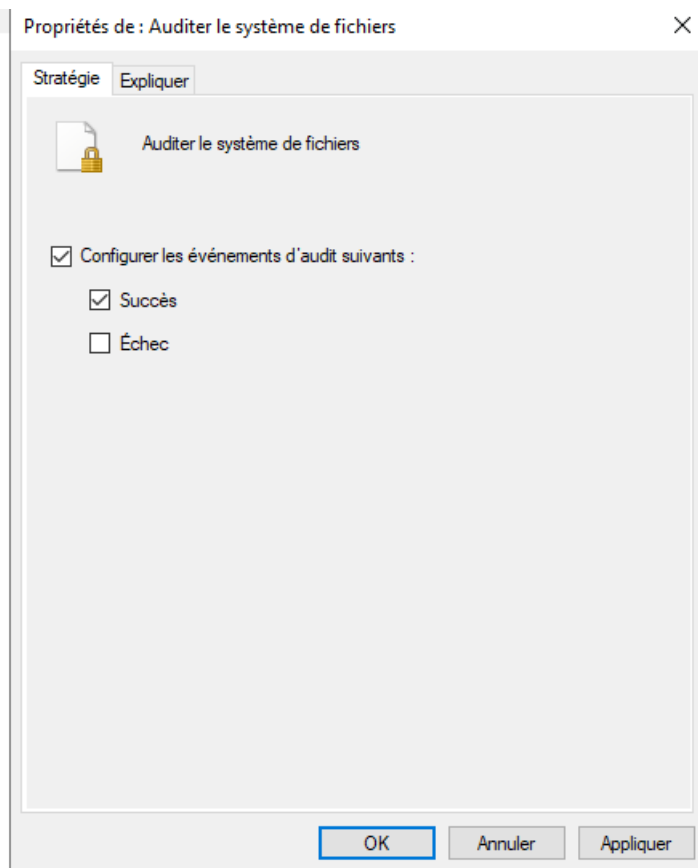 Propriétés de : Auditer le système de fichiers
Stratégie
Expliquer
Auditer le système de fichiers
Configurer les événements d'audit suivants :
Succès
Échec
OK
Annuler
Appliquer